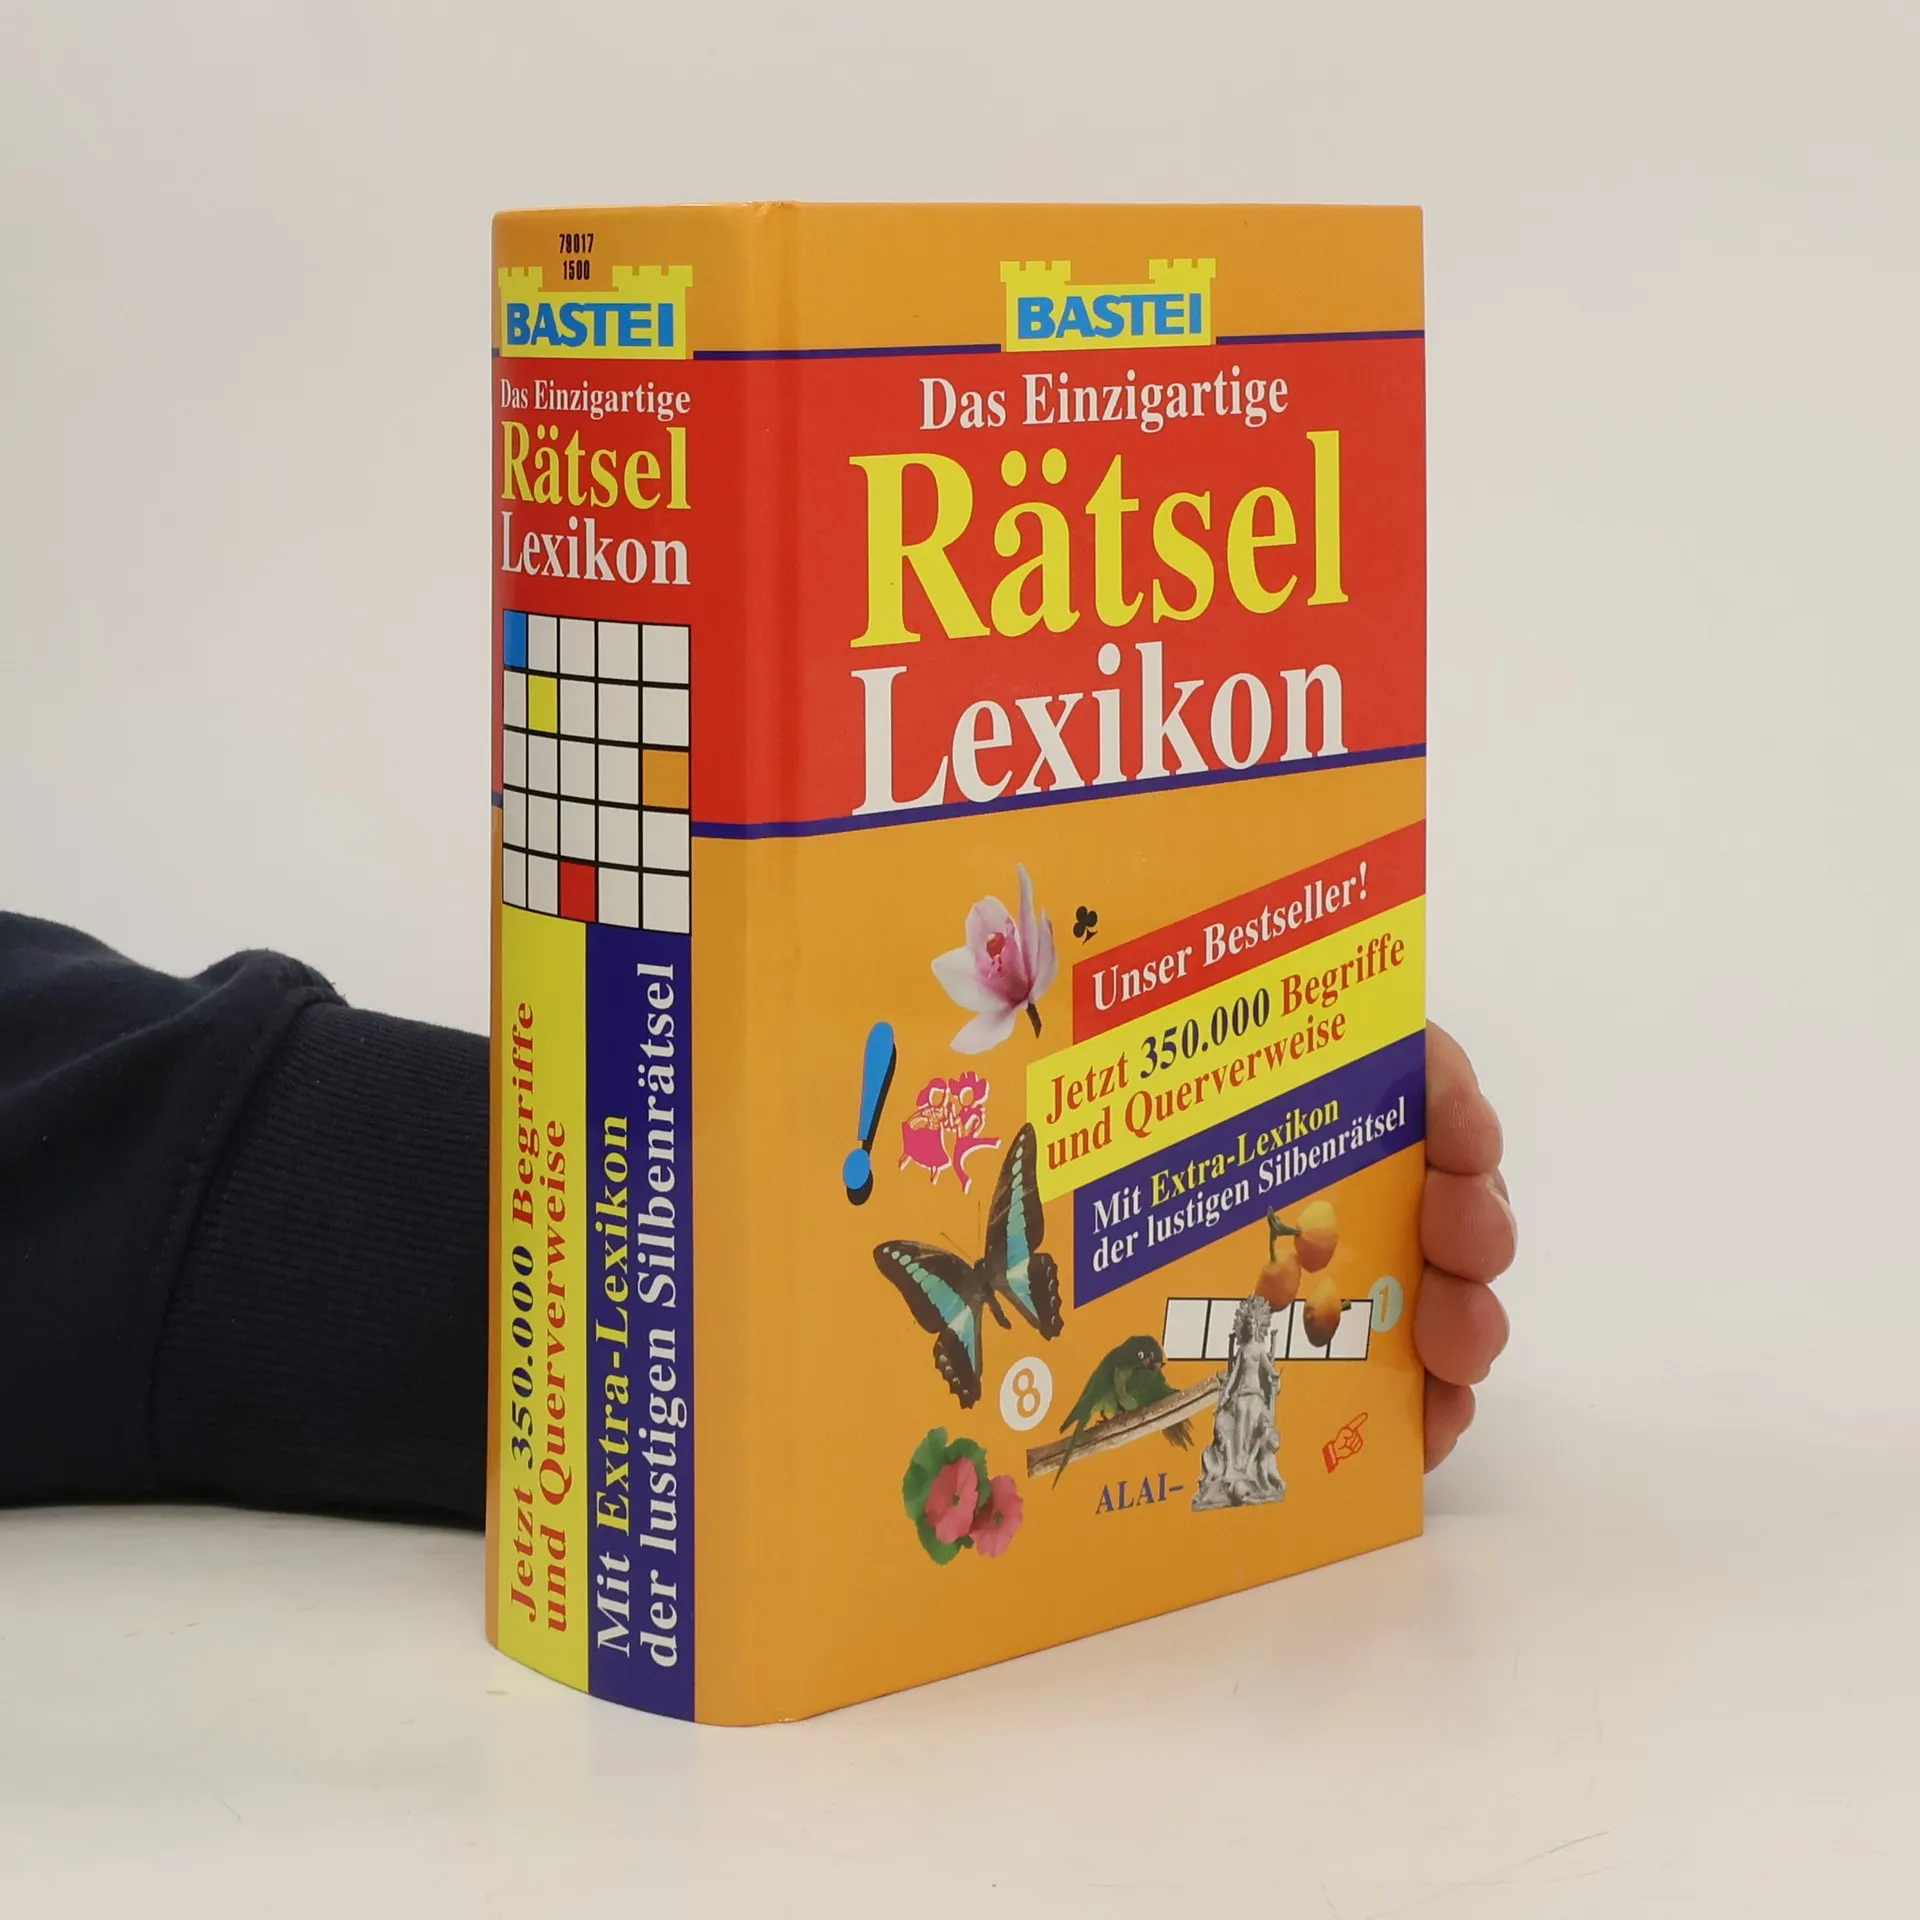 79017
1500
BASTEI
Das Einzigartige
Rätsel
Lexikon
Jetzt 350.000 Begriffe
und Querverweise
Mit Extra-Lexikon
der lustigen Silbenrätsel
BASTEI
Das Einzigartige
Rätsel
Lexikon
Unser Bestseller!
Jetzt 350.000 Begriffe
und Querverweise
Mit Extra-Lexikon
der lustigen Silbenrätsel
1
8
ALAI-